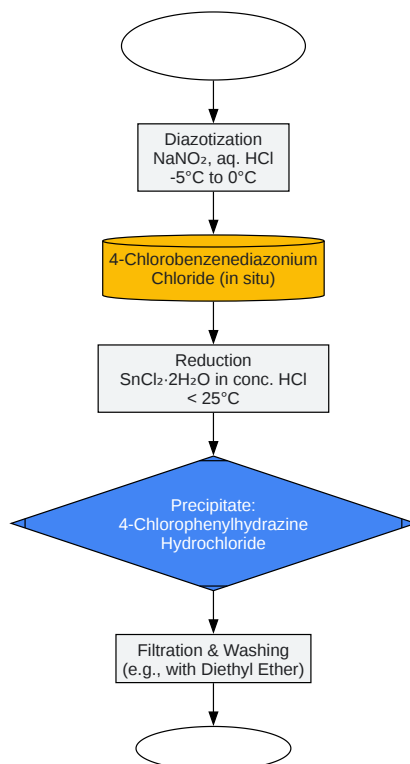 Diazotization
NaNO₂, aq. HCl
-5°C to 0°C
4-Chlorobenzenediazonium
Chloride (in situ)
Reduction
SnCl₂·2H₂O in conc. HCl
< 25°C
Precipitate:
4-Chlorophenylhydrazine
Hydrochloride
Filtration & Washing
(e.g., with Diethyl Ether)